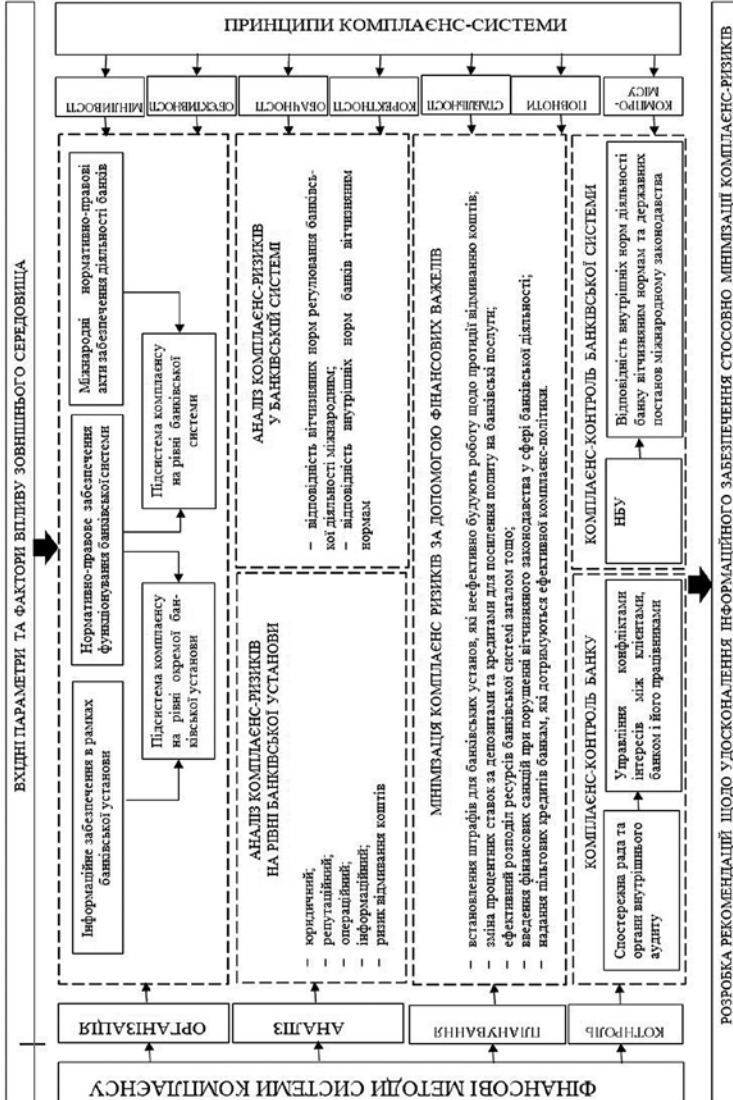 ВХІДНІ ПАРАМЕТРИ ТА ФАКТОРИ ВПЛИВУ ЗОВНІШНЬОГО СЕРЕДОВИЩА
ФІНАНСОВІ МЕТОДИ СИСТЕМИ КОМПЛАЄНСУ
ОРГАНІЗАЦІЯ
Інформаційне забезпечення в рамках
банківської установи
Нормативно-правове забезпечення
функціонування банківської системи
Міжнародні нормативно-правові
акти забезпечення діяльності банків
Підсистема комплаєнсу
на рівні окремої бан-
ківської установи
Підсистема комплаєнсу
на рівні банківської
системи
АНАЛІЗ
АНАЛІЗ КОМПЛАЄНС-РИЗИКІВ
НА РІВНІ БАНКІВСЬКОЇ УСТАНОВИ
– юридичний;
– репутаційний;
– операційний;
– інформаційний;
– ризик відмивання коштів
АНАЛІЗ КОМПЛАЄНС-РИЗИКІВ
У БАНКІВСЬКІЙ СИСТЕМІ
– відповідність вітчизняних норм регулювання банківсь-
кої діяльності міжнародним;
– відповідність внутрішніх норм банків вітчизняним
нормам
ПЛАНУВАННЯ
МІНІМІЗАЦІЯ КОМПЛАЄНС РИЗИКІВ ЗА ДОПОМОГОЮ ФІНАНСОВИХ ВАЖЕЛІВ
– встановлення штрафів для банківських установ, які неефективно будують роботу щодо протидії відмиванню коштів;
– зміна процентних ставок за депозитами та кредитами для посилення попиту на банківські послуги;
– ефективний розподіл ресурсів банківської системі загалом тощо;
– введення фінансових санкцій при порушенні вітчизняного законодавства у сфері банківської діяльності;
– надання пільгових кредитів банкам, які дотримуються ефективної комплаєнс-політики.
КОТНРОЛЬ
КОМПЛАЄНС-КОНТРОЛЬ БАНКУ
Спостережна рада та
органи внутрішнього
аудиту
Управління конфліктами
інтересів між клієнтами,
банком і його працівниками
КОМПЛАЄНС-КОНТРОЛЬ БАНКІВСЬКОЇ СИСТЕМИ
НБУ
Відповідність внутрішніх норм діяльності
банку вітчизняним нормам та державних
постанов міжнародному законодавства
ПРИНЦИПИ КОМПЛАЄНС-СИСТЕМИ
МІНЛИВОСТІ
ОБ'ЄКТИВНОСТІ
ОБАЧНОСТІ
КОРЕКТНОСТІ
СТАБІЛЬНОСТІ
ПОВНОТИ
КОМПРО-
МІСУ
РОЗРОБКА РЕКОМЕНДАЦІЙ ЩОДО УДОСКОНАЛЕННЯ ІНФОРМАЦІЙНОГО ЗАБЕЗПЕЧЕННЯ СТОСОВНО МІНІМІЗАЦІЇ КОМПЛАЄНС-РИЗИКІВ